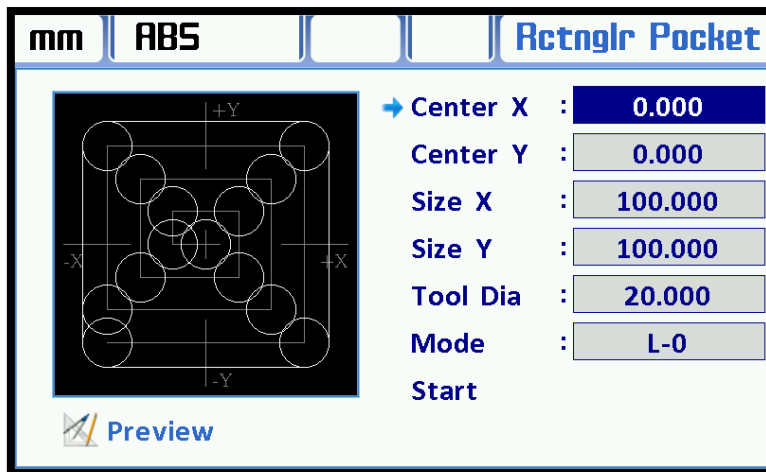 mm ABS Rctnglr Pocket
+Y
-X +X
-Y
Preview
Center X : 0.000
Center Y : 0.000
Size X : 100.000
Size Y : 100.000
Tool Dia : 20.000
Mode : L-0
Start